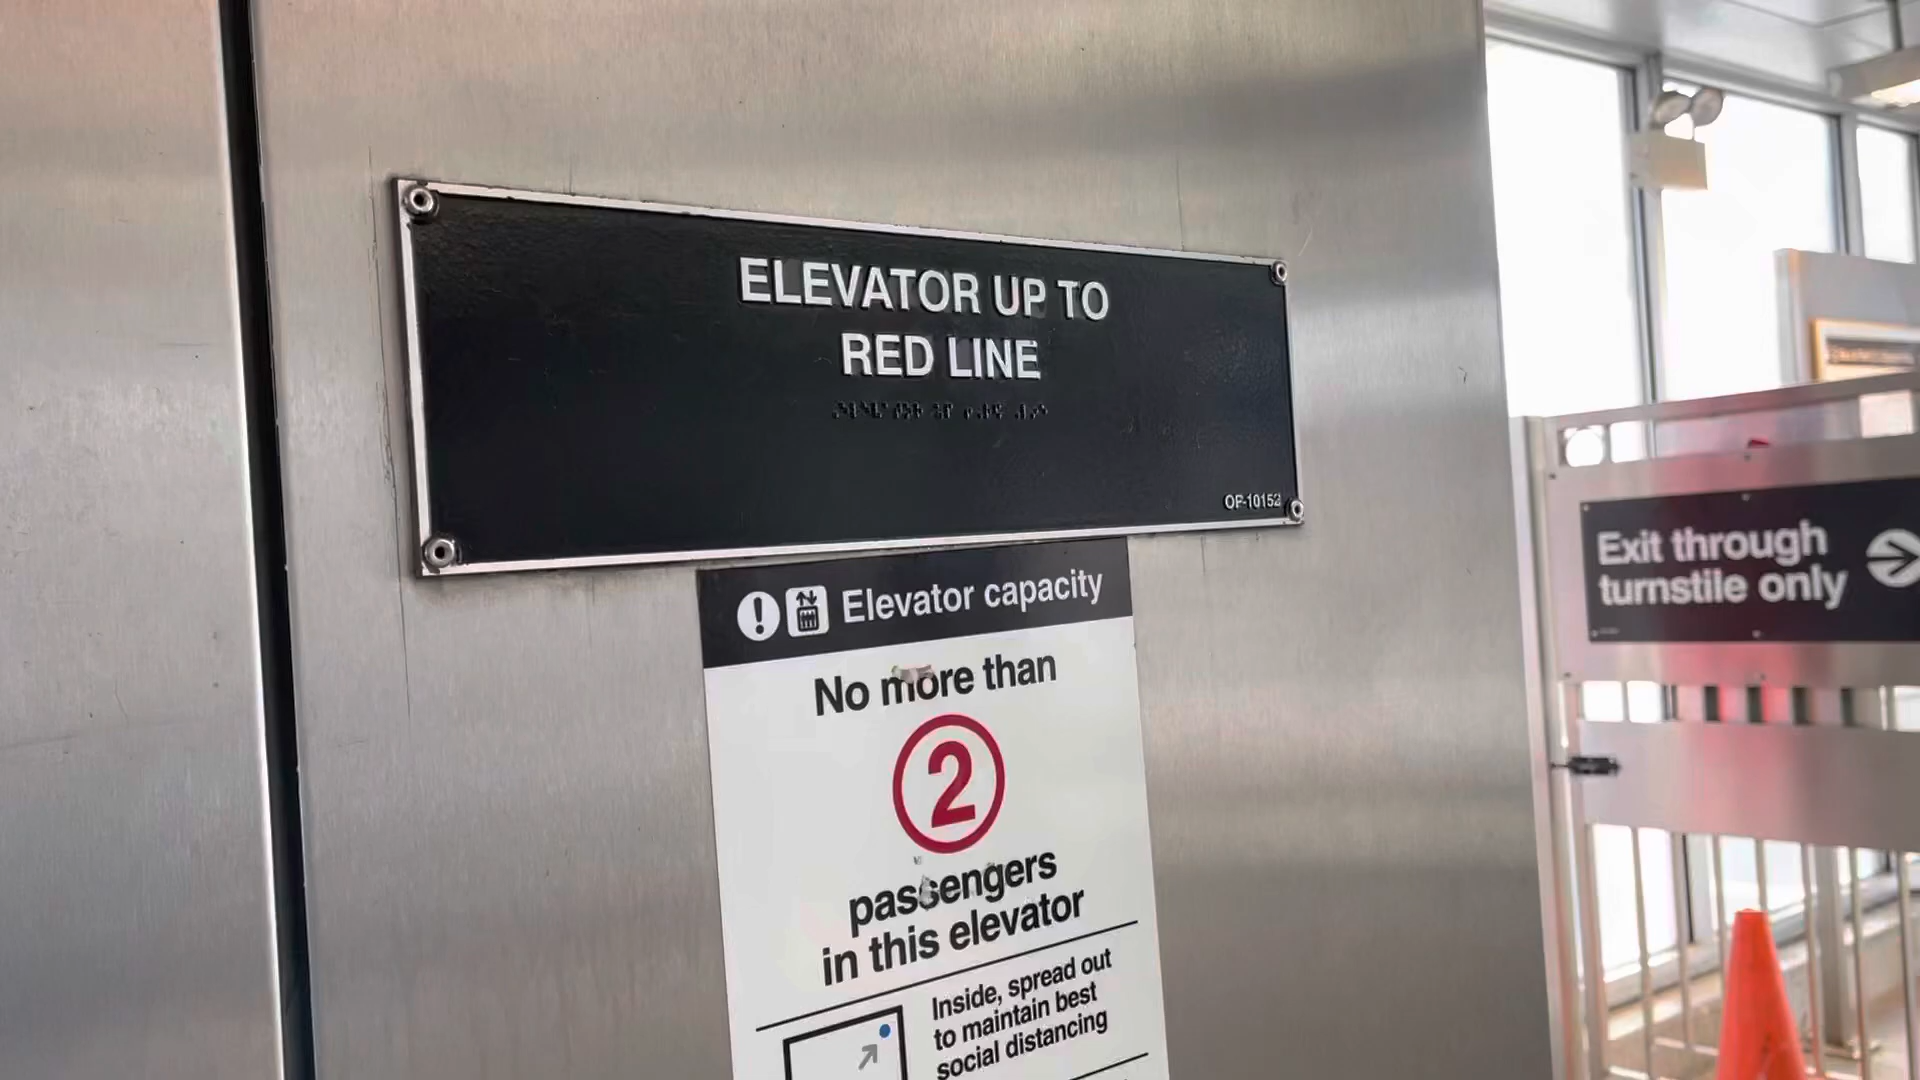 ELEVATOR UP TO
RED LINE
OP-10152
Elevator capacity
No more than
2
passengers
in this elevator
Inside, spread out
to maintain best
social distancing
Exit through
turnstile only